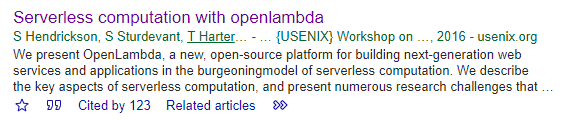 Serverless computation with openlambda
S Hendrickson, S Sturdevant, T Harter… - … {USENIX} Workshop on …, 2016 - usenix.org
We present OpenLambda, a new, open-source platform for building next-generation web
services and applications in the burgeoningmodel of serverless computation. We describe
the key aspects of serverless computation, and present numerous research challenges that …
Cited by 123 Related articles